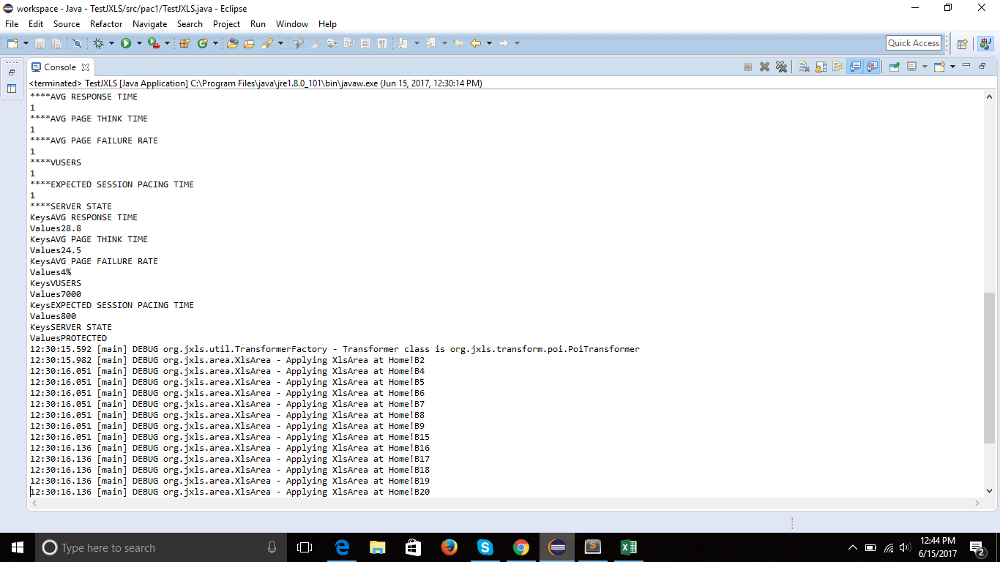 workspace - Java - TestJXLS/src/pac1/TestJXLS.java - Eclipse
File Edit Source Refactor Navigate Search Project Run Window Help
Quick Access
Console
<terminated> TestJXLS [Java Application] C:\Program Files\java\jre1.8.0_101\bin\javaw.exe (Jun 15, 2017, 12:30:14 PM)
****AVG RESPONSE TIME
1
****AVG PAGE THINK TIME
1
****AVG PAGE FAILURE RATE
1
****VUSERS
1
****EXPECTED SESSION PACING TIME
1
****SERVER STATE
KeysAVG RESPONSE TIME
Values28.8
KeysAVG PAGE THINK TIME
Values24.5
KeysAVG PAGE FAILURE RATE
Values4%
KeysVUSERS
Values7000
KeysEXPECTED SESSION PACING TIME
Values800
KeysSERVER STATE
ValuesPROTECTED
12:30:15.592 [main] DEBUG org.jxls.util.TransformerFactory - Transformer class is org.jxls.transform.poi.PoiTransformer
12:30:15.982 [main] DEBUG org.jxls.area.XlsArea - Applying XlsArea at Home!B2
12:30:16.051 [main] DEBUG org.jxls.area.XlsArea - Applying XlsArea at Home!B4
12:30:16.051 [main] DEBUG org.jxls.area.XlsArea - Applying XlsArea at Home!B5
12:30:16.051 [main] DEBUG org.jxls.area.XlsArea - Applying XlsArea at Home!B6
12:30:16.051 [main] DEBUG org.jxls.area.XlsArea - Applying XlsArea at Home!B7
12:30:16.051 [main] DEBUG org.jxls.area.XlsArea - Applying XlsArea at Home!B8
12:30:16.051 [main] DEBUG org.jxls.area.XlsArea - Applying XlsArea at Home!B9
12:30:16.051 [main] DEBUG org.jxls.area.XlsArea - Applying XlsArea at Home!B15
12:30:16.136 [main] DEBUG org.jxls.area.XlsArea - Applying XlsArea at Home!B16
12:30:16.136 [main] DEBUG org.jxls.area.XlsArea - Applying XlsArea at Home!B17
12:30:16.136 [main] DEBUG org.jxls.area.XlsArea - Applying XlsArea at Home!B18
12:30:16.136 [main] DEBUG org.jxls.area.XlsArea - Applying XlsArea at Home!B19
12:30:16.136 [main] DEBUG org.jxls.area.XlsArea - Applying XlsArea at Home!B20
Type here to search
12:44 PM
6/15/2017
2